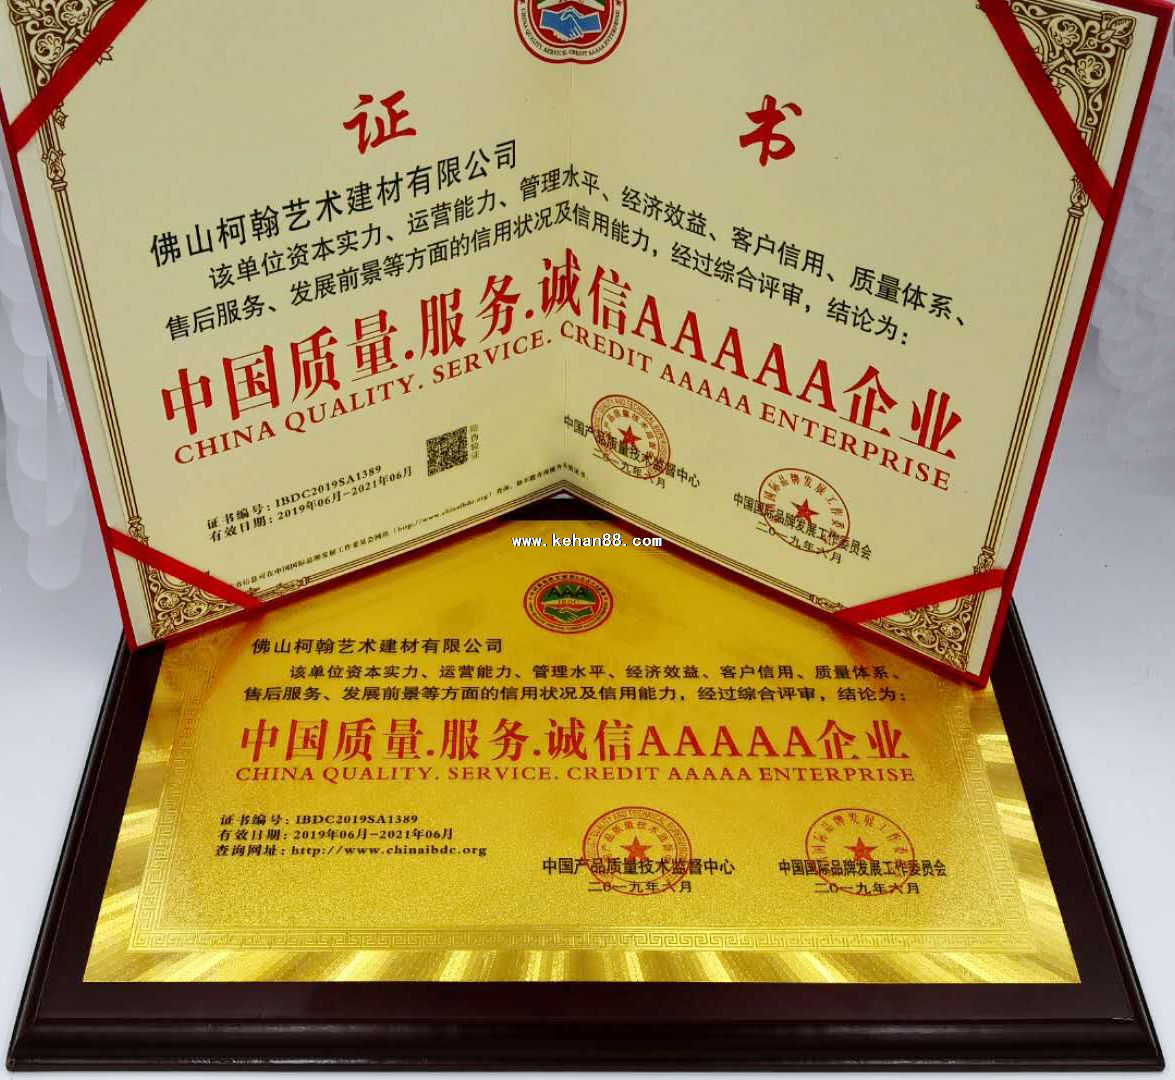 CHINA QUALITY. SERVICE. CREDIT AAAAA ENTERPRISE
证 书
佛山柯翰艺术建材有限公司
该单位资本实力、运营能力、管理水平、经济效益、客户信用、质量体系、
售后服务、发展前景等方面的信用状况及信用能力，经过综合评审，结论为：
中国质量.服务.诚信AAAAA企业
CHINA QUALITY. SERVICE. CREDIT AAAAA ENTERPRISE
证书编号：IBDC2019SA1389
有效日期：2019年06月-2021年06月
防伪验证
中国产品质量技术监督中心
二〇一九年六月
中国国际品牌发展工作委员会
二〇一九年六月
www.kehan88.com
AAA
佛山柯翰艺术建材有限公司
该单位资本实力、运营能力、管理水平、经济效益、客户信用、质量体系、
售后服务、发展前景等方面的信用状况及信用能力，经过综合评审，结论为：
中国质量.服务.诚信AAAAA企业
CHINA QUALITY. SERVICE. CREDIT AAAAA ENTERPRISE
证书编号：IBDC2019SA1389
有效日期：2019年06月-2021年06月
查询网址：http://www.chinaibdc.org
中国产品质量技术监督中心
二〇一九年六月
中国国际品牌发展工作委员会
二〇一九年六月